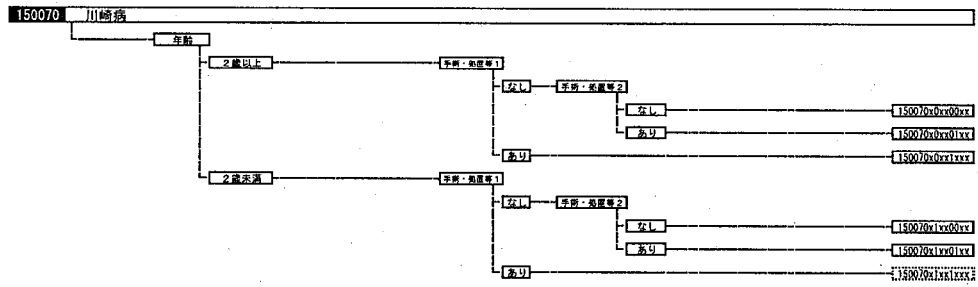 150070 川崎病
年齢
2歳以上 手術・処置等1
なし 手術・処置等2
なし 150070x0xx00xx
あり 150070x0xx01xx
あり 150070x0xx1xxx
2歳未満 手術・処置等1
なし 手術・処置等2
なし 150070x1xx00xx
あり 150070x1xx01xx
あり 150070x1xx1xxx